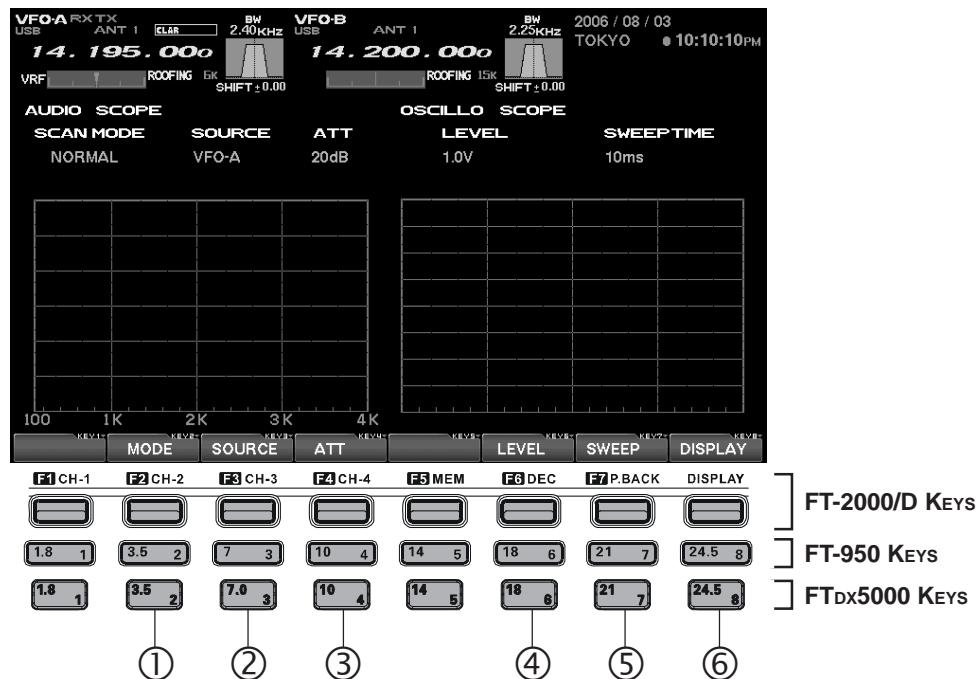 VFO-A RX TX BW VFO-B BW 2006 / 08 / 03
USB ANT 1 CLAR 2.40KHz USB ANT 1 2.25KHz TOKYO 10:10:10PM
14.195.000 14.200.000
VRF ROOFING 6K ROOFING 15K
SHIFT±0.00 SHIFT±0.00
AUDIO SCOPE OSCILLO SCOPE
SCAN MODE SOURCE ATT LEVEL SWEEP TIME
NORMAL VFO-A 20dB 1.0V 10ms
100 1K 2K 3K 4K
KEY1 KEY2 KEY3 KEY4 KEY5 KEY6 KEY7 KEY8
MODE SOURCE ATT LEVEL SWEEP DISPLAY
F1 CH-1 F2 CH-2 F3 CH-3 F4 CH-4 F5 MEM F6 DEC F7 P.BACK DISPLAY
FT-2000/D KEYS
1.8 1 3.5 2 7 3 10 4 14 5 18 6 21 7 24.5 8 FT-950 KEYS
1.8 1 3.5 2 7.0 3 10 4 14 5 18 6 21 7 24.5 8 FTDX5000 KEYS
① ② ③ ④ ⑤ ⑥